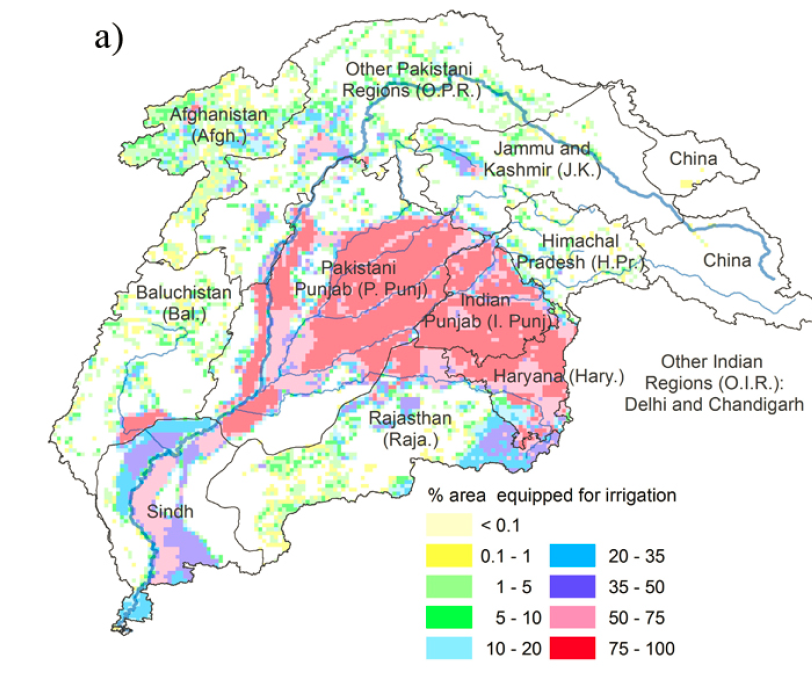 a)
Other Pakistani
Regions (O.P.R.)
Afghanistan
(Afgh.)
Jammu and
Kashmir (J.K.)
China
Himachal
Pradesh (H.Pr.)
China
Pakistani
Punjab (P. Punj)
Baluchistan
(Bal.)
Indian
Punjab (I. Punj)
Haryana (Hary.)
Other Indian
Regions (O.I.R.):
Delhi and Chandigarh
Rajasthan
(Raja.)
Sindh
% area equipped for irrigation
< 0.1
0.1 - 1
20 - 35
1 - 5
35 - 50
5 - 10
50 - 75
10 - 20
75 - 100